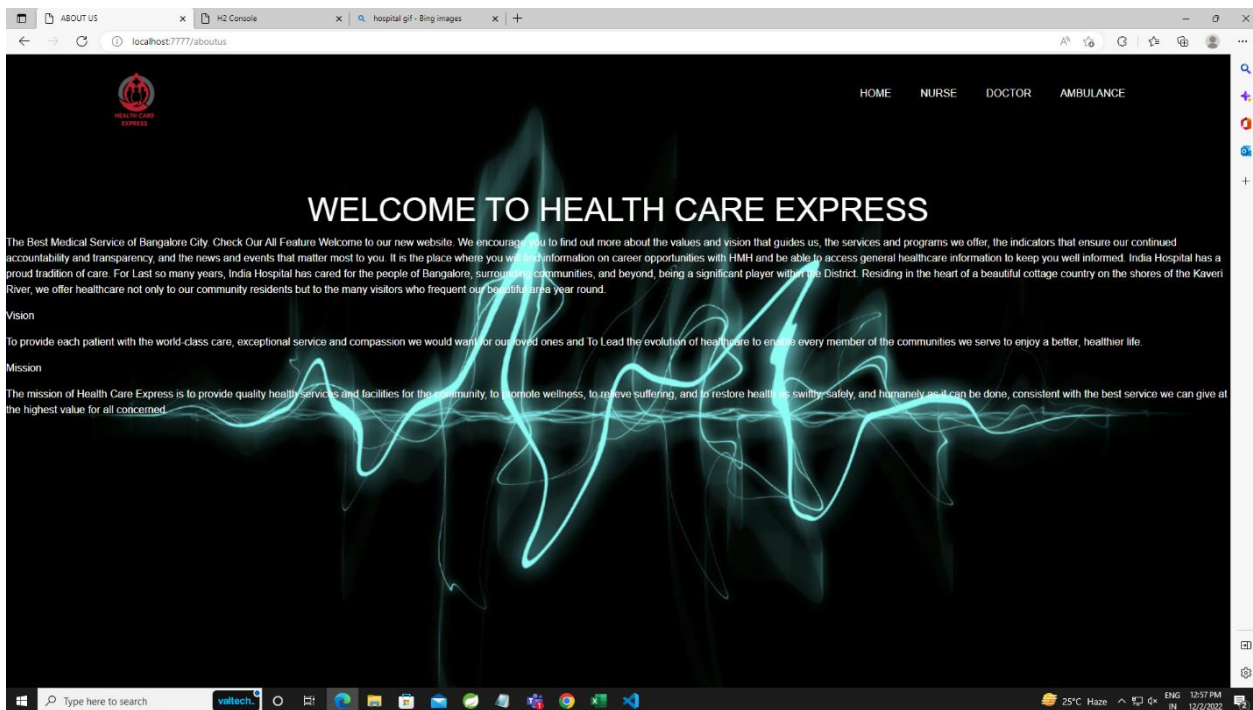 ABOUT US
H2 Console
hospital gif - Bing images
localhost:7777/aboutus
HEALTH CARE
EXPRESS
HOME NURSE DOCTOR AMBULANCE
WELCOME TO HEALTH CARE EXPRESS
The Best Medical Service of Bangalore City. Check Our All Feature Welcome to our new website. We encourage you to find out more about the values and vision that guides us, the services and programs we offer, the indicators that ensure our continued
accountability and transparency, and the news and events that matter most to you. It is the place where you will find information on career opportunities with HMH and be able to access general healthcare information to keep you well informed. India Hospital has a
proud tradition of care. For Last so many years, India Hospital has cared for the people of Bangalore, surrounding communities, and beyond, being a significant player within the District. Residing in the heart of a beautiful cottage country on the shores of the Kaveri
River, we offer healthcare not only to our community residents but to the many visitors who frequent our beautiful area year round.
Vision
To provide each patient with the world-class care, exceptional service and compassion we would want for our loved ones and To Lead the evolution of healthcare to enable every member of the communities we serve to enjoy a better, healthier life.
Mission
The mission of Health Care Express is to provide quality health services and facilities for the community, to promote wellness, to relieve suffering, and to restore health as swiftly, safely, and humanely as it can be done, consistent with the best service we can give at
the highest value for all concerned.
Type here to search
valtech_
25°C Haze
ENG
IN
12:57 PM
12/2/2022